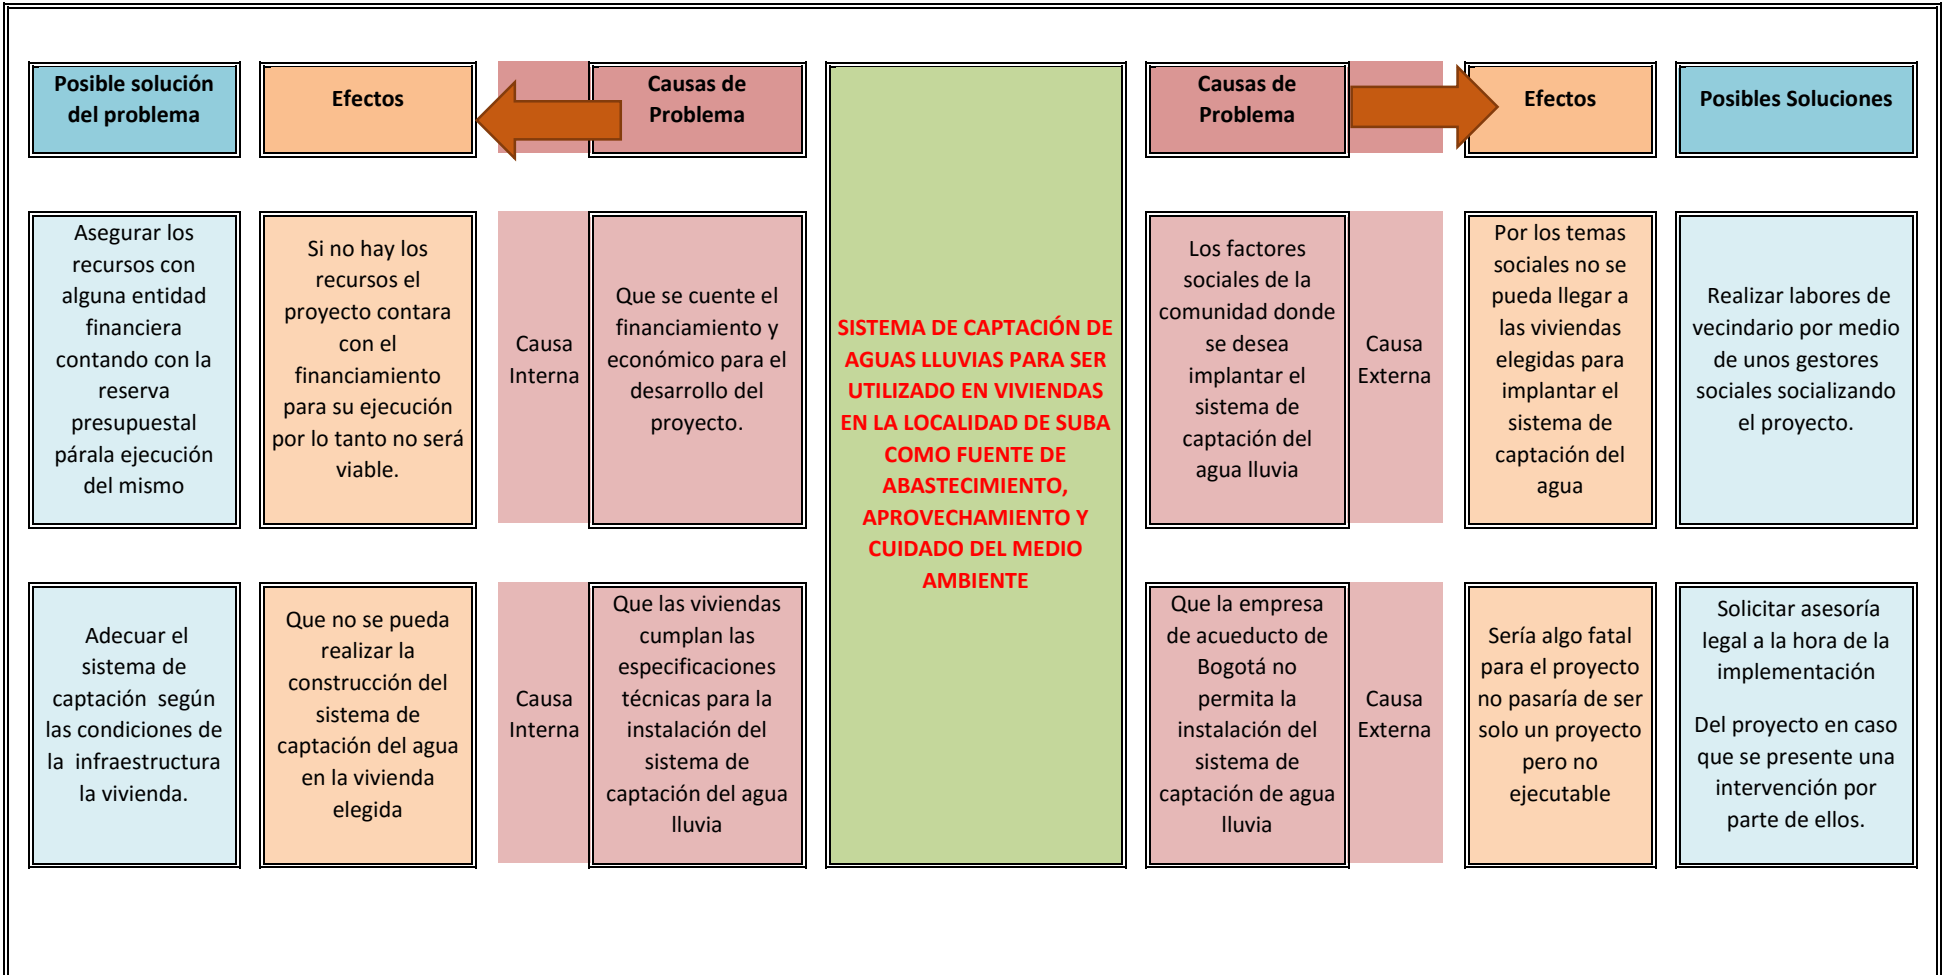 Posible solución
del problema
Efectos
Causas de
Problema
Causas de
Problema
Efectos
Posibles Soluciones
Asegurar los
recursos con
alguna entidad
financiera
contando con la
reserva
presupuestal
párala ejecución
del mismo
Si no hay los
recursos el
proyecto contara
con el
financiamiento
para su ejecución
por lo tanto no será
viable.
Causa
Interna
Que se cuente el
financiamiento y
económico para el
desarrollo del
proyecto.
SISTEMA DE CAPTACIÓN DE
AGUAS LLUVIAS PARA SER
UTILIZADO EN VIVIENDAS
EN LA LOCALIDAD DE SUBA
COMO FUENTE DE
ABASTECIMIENTO,
APROVECHAMIENTO Y
CUIDADO DEL MEDIO
AMBIENTE
Los factores
sociales de la
comunidad donde
se desea
implantar el
sistema de
captación del
agua lluvia
Causa
Externa
Por los temas
sociales no se
pueda llegar a
las viviendas
elegidas para
implantar el
sistema de
captación del
agua
Realizar labores de
vecindario por medio
de unos gestores
sociales socializando
el proyecto.
Adecuar el
sistema de
captación  según
las condiciones de
la  infraestructura
la vivienda.
Que no se pueda
realizar la
construcción del
sistema de
captación del agua
en la vivienda
elegida
Causa
Interna
Que las viviendas
cumplan las
especificaciones
técnicas para la
instalación del
sistema de
captación del agua
lluvia
Que la empresa
de acueducto de
Bogotá no
permita la
instalación del
sistema de
captación de agua
lluvia
Causa
Externa
Sería algo fatal
para el proyecto
no pasaría de ser
solo un proyecto
pero no
ejecutable
Solicitar asesoría
legal a la hora de la
implementación
Del proyecto en caso
que se presente una
intervención por
parte de ellos.